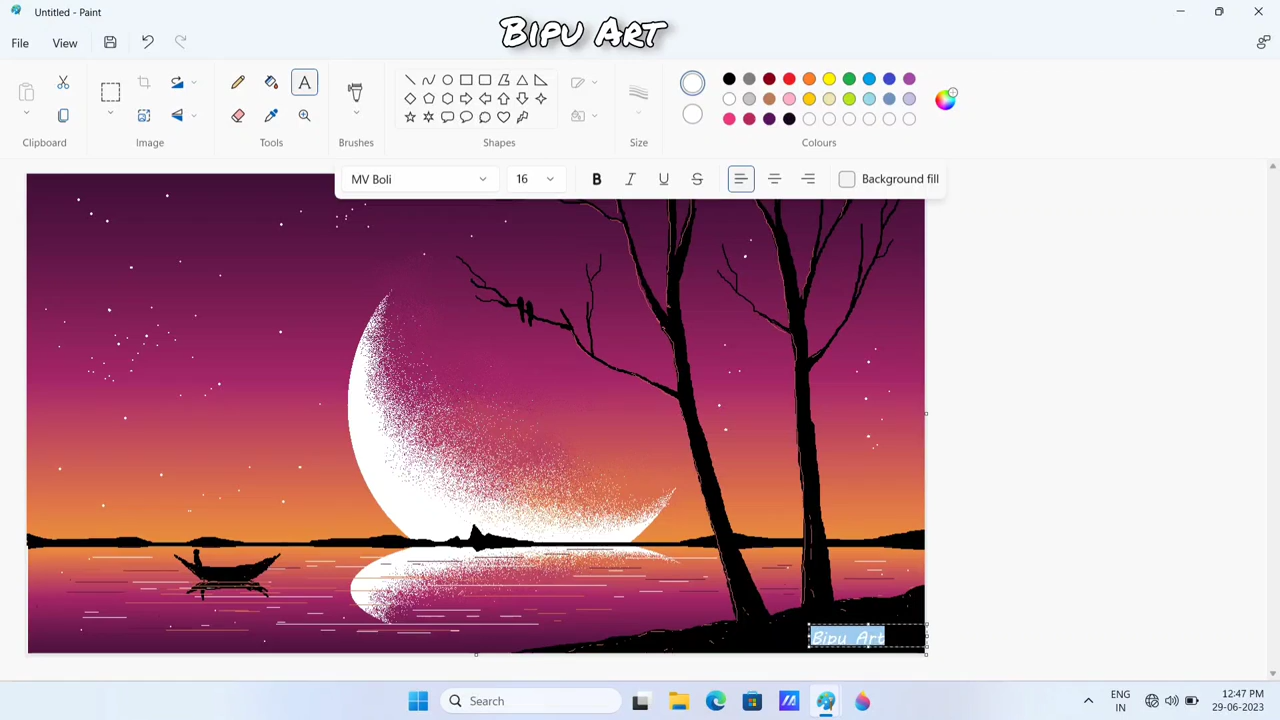 Untitled - Paint
Bipu Art
File
View
Clipboard
Image
Tools
Brushes
Shapes
Size
Colours
MV Boli
16
B
I
U
S
Background fill
Bipu Art
Search
ENG
IN
12:47 PM
29-06-2023